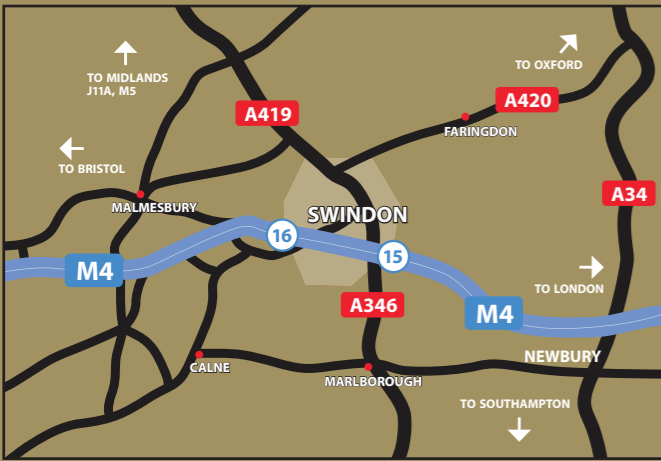 TO MIDLANDS
J11A, M5
TO OXFORD
A419
A420
FARINGDON
TO BRISTOL
A34
MALMESBURY
SWINDON
16
15
M4
TO LONDON
A346
M4
NEWBURY
CALNE
MARLBOROUGH
TO SOUTHAMPTON